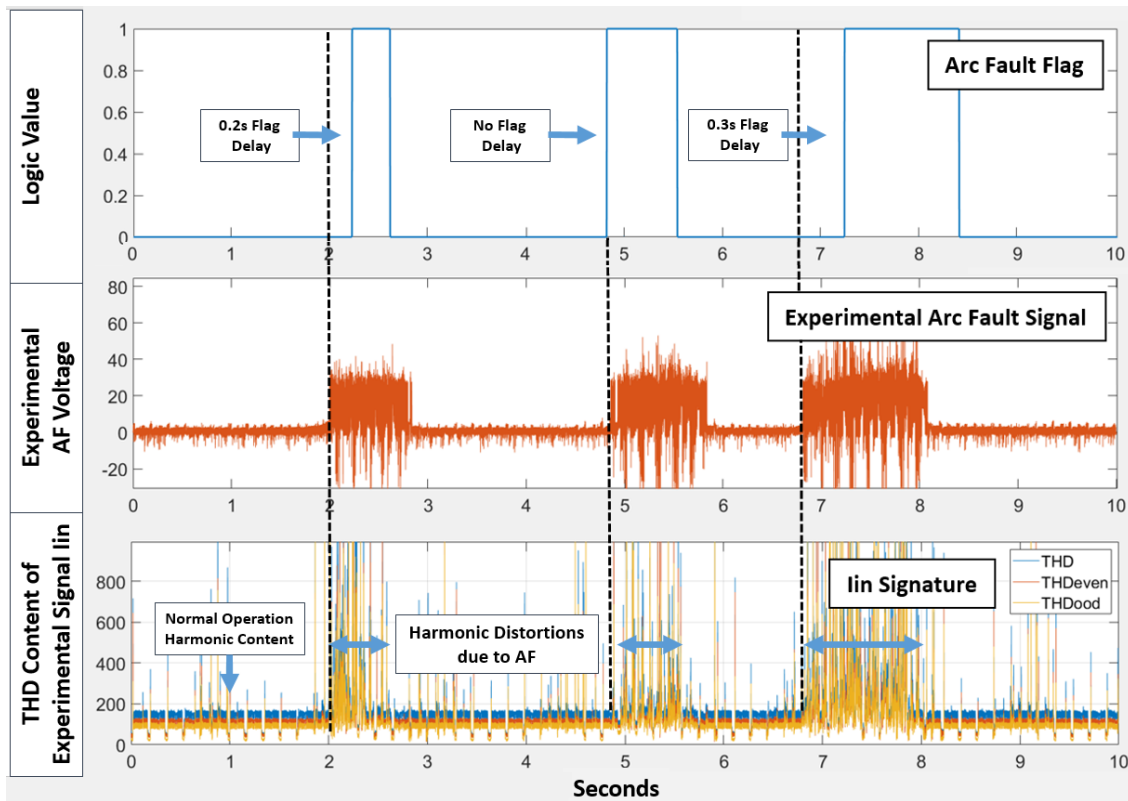 Logic Value
1
0.8
0.6
0.4
0.2
0
0 1 2 3 4 5 6 7 8 9 10
Arc Fault Flag
0.2s Flag
Delay
No Flag
Delay
0.3s Flag
Delay
Experimental
AF Voltage
80
60
40
20
0
-20
0 1 2 3 4 5 6 7 8 9 10
Experimental Arc Fault Signal
THD Content of
Experimental Signal Iin
800
600
400
200
0
0 1 2 3 4 5 6 7 8 9 10
Normal Operation
Harmonic Content
Harmonic Distortions
due to AF
Iin Signature
THD
THDeven
THDood
Seconds